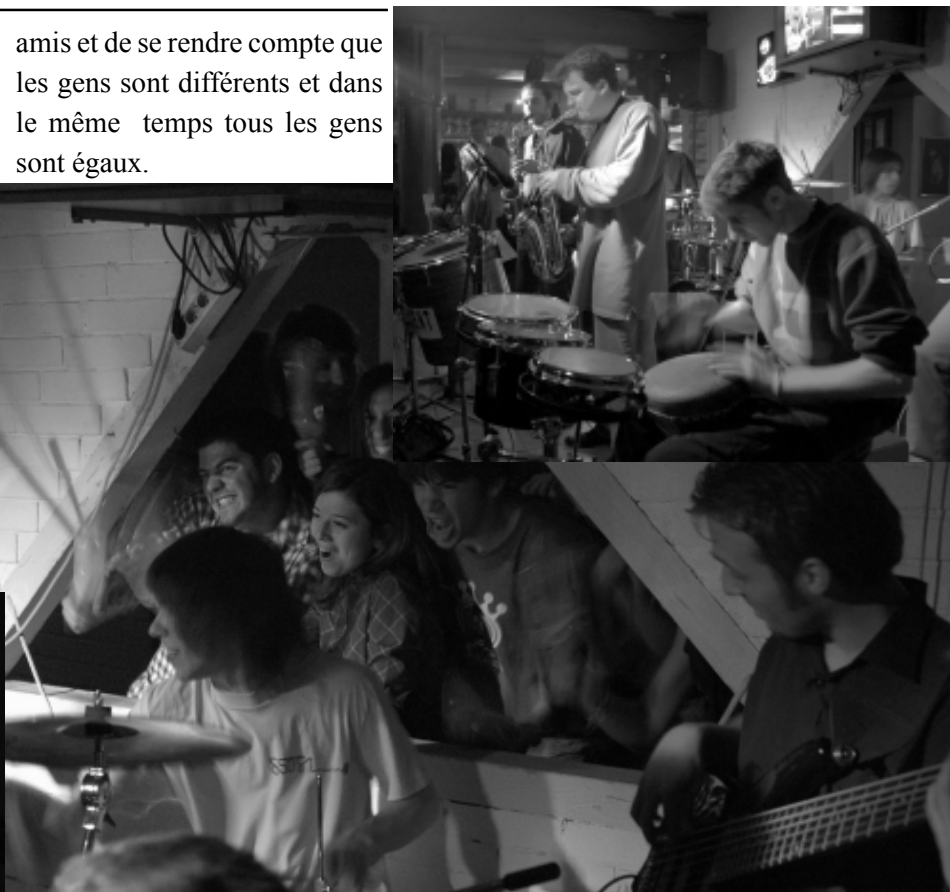 amis et de se rendre compte que
les gens sont différents et dans
le même temps tous les gens
sont égaux.